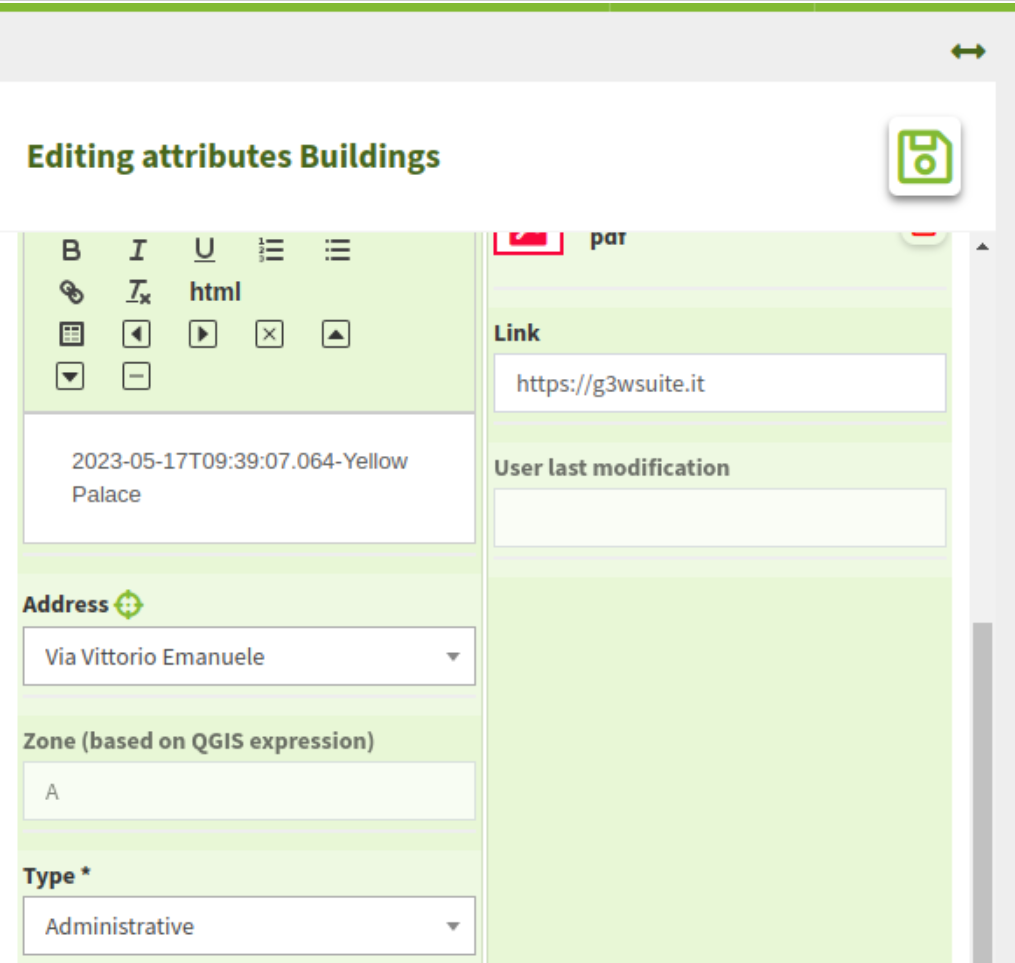 Editing attributes Buildings
B I U
Tx html
2023-05-17T09:39:07.064-Yellow
Palace
Address
Via Vittorio Emanuele
Zone (based on QGIS expression)
A
Type *
Administrative
pdf
Link
https://g3wsuite.it
User last modification